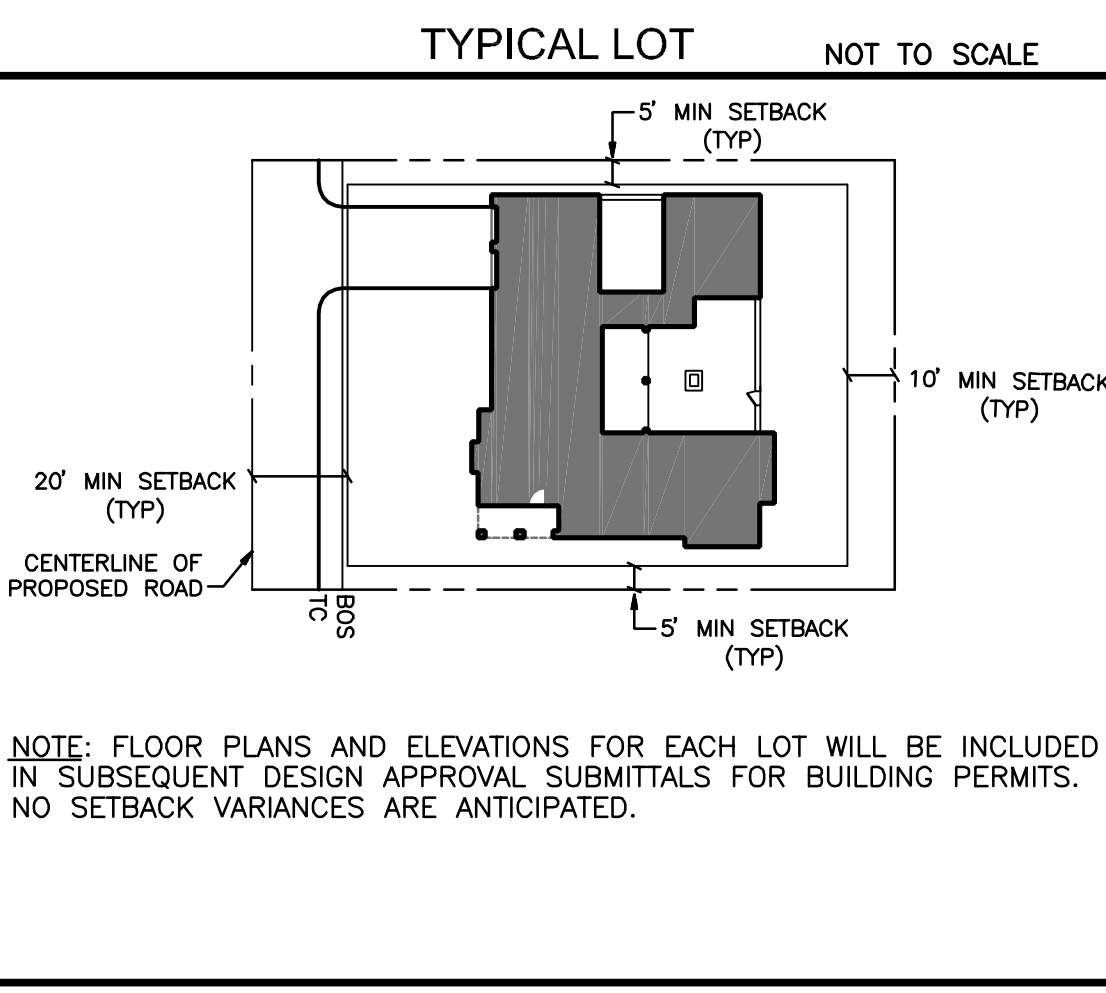 TYPICAL LOT
NOT TO SCALE
5' MIN SETBACK
(TYP)
10' MIN SETBACK
(TYP)
20' MIN SETBACK
(TYP)
CENTERLINE OF
PROPOSED ROAD
TC
BOS
5' MIN SETBACK
(TYP)
NOTE: FLOOR PLANS AND ELEVATIONS FOR EACH LOT WILL BE INCLUDED
IN SUBSEQUENT DESIGN APPROVAL SUBMITTALS FOR BUILDING PERMITS.
NO SETBACK VARIANCES ARE ANTICIPATED.